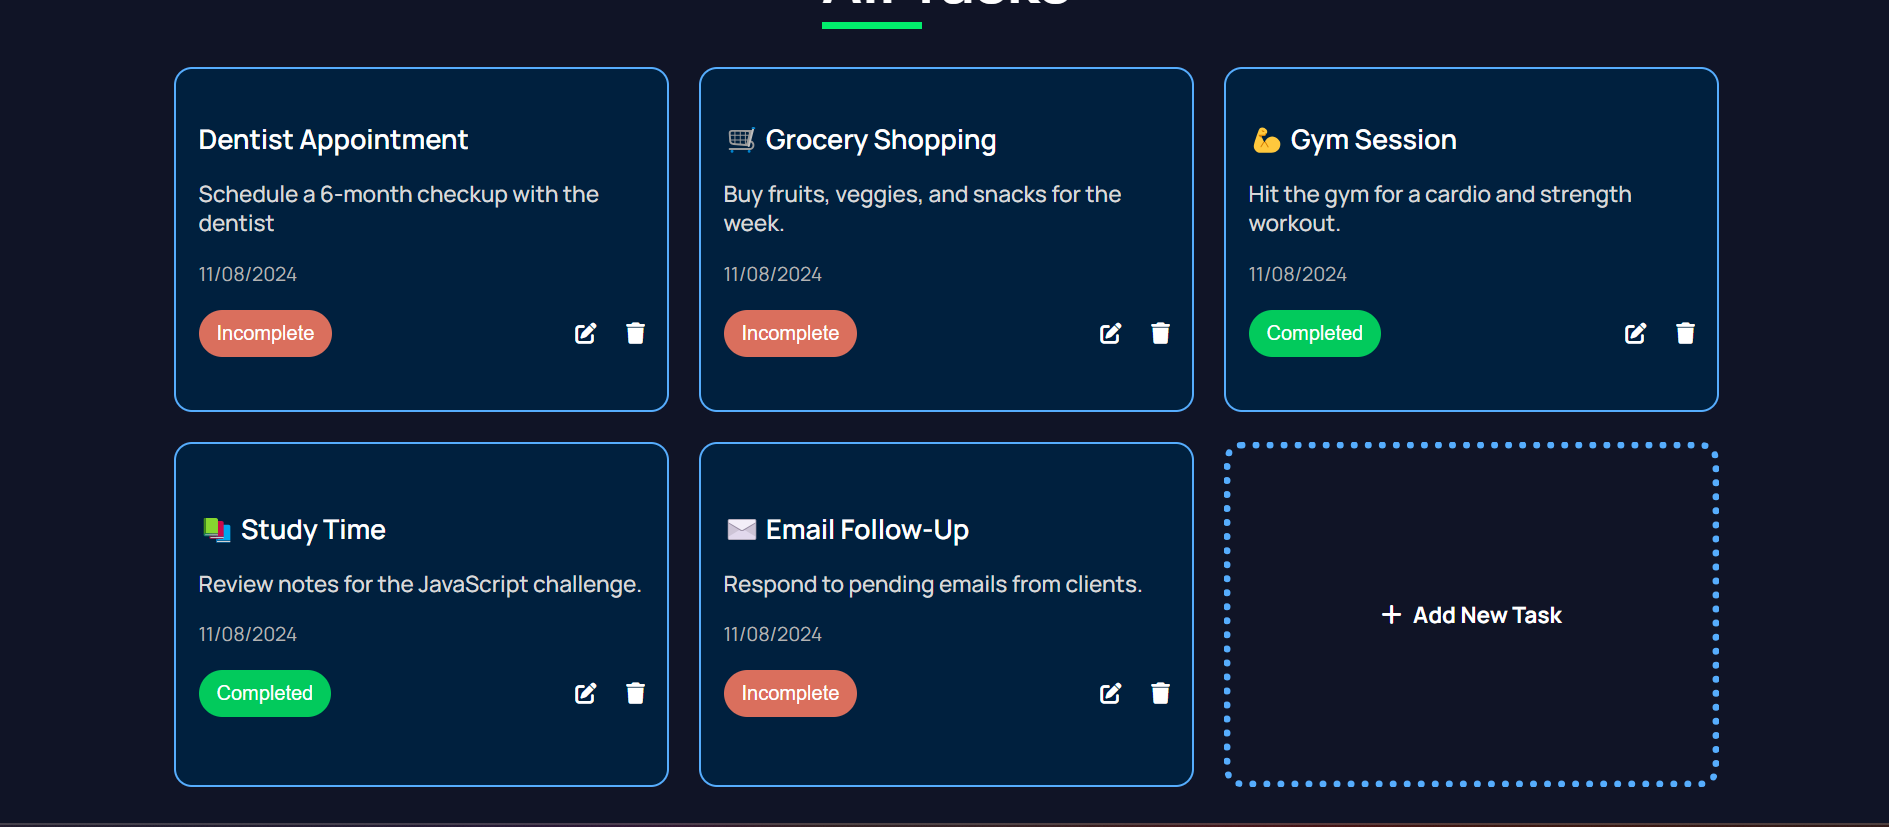 All Tasks
Dentist Appointment
Schedule a 6-month checkup with the
dentist
11/08/2024
Incomplete
🛒 Grocery Shopping
Buy fruits, veggies, and snacks for the
week.
11/08/2024
Incomplete
💪 Gym Session
Hit the gym for a cardio and strength
workout.
11/08/2024
Completed
📚 Study Time
Review notes for the JavaScript challenge.
11/08/2024
Completed
✉️ Email Follow-Up
Respond to pending emails from clients.
11/08/2024
Incomplete
+ Add New Task